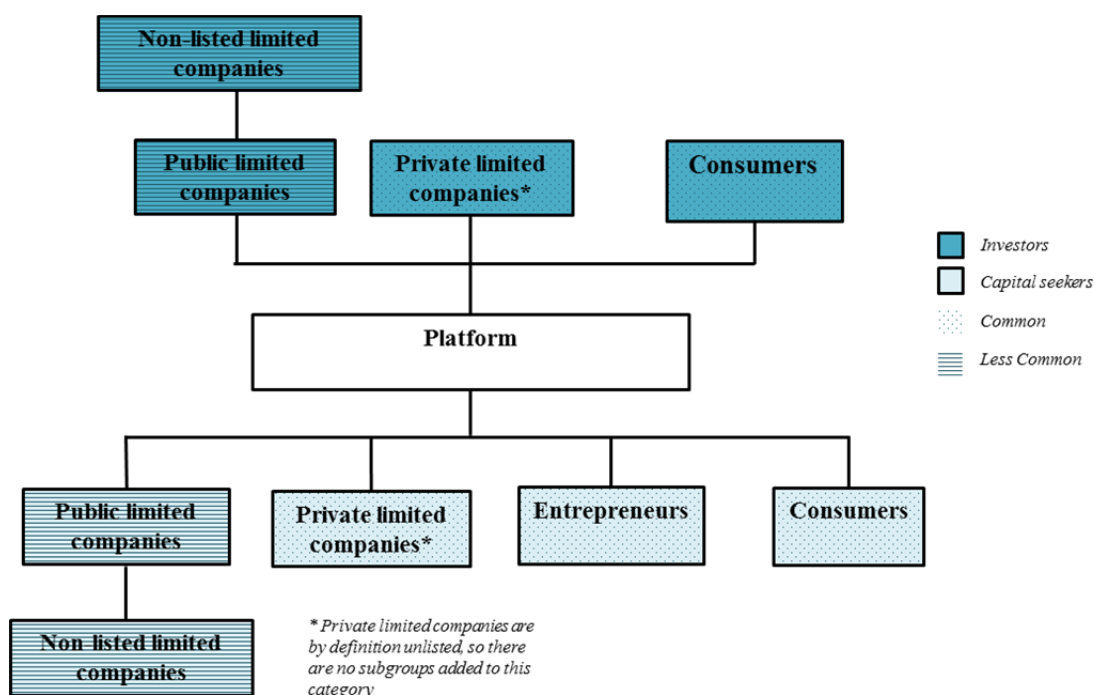 Non-listed limited
companies
Public limited
companies
Private limited
companies*
Consumers
Investors
Capital seekers
Common
Less Common
Platform
Public limited
companies
Private limited
companies*
Entrepreneurs
Consumers
Non-listed limited
companies
* Private limited companies are
by definition unlisted, so there
are no subgroups added to this
category